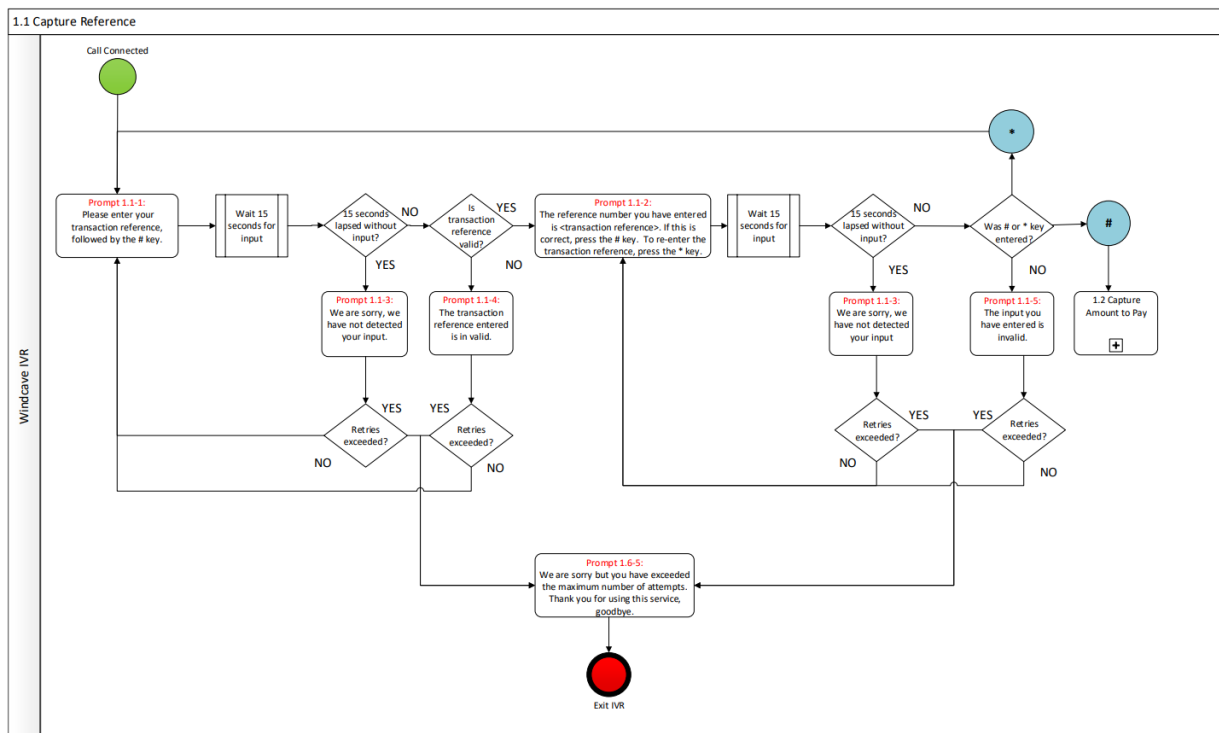 1.1 Capture Reference
Windcave IVR
Call Connected
*
Prompt 1.1-1:
Please enter your
transaction reference,
followed by the # key.
Wait 15
seconds for
input
15 seconds
lapsed without
input?
NO
YES
Is
transaction
reference
valid?
YES
NO
Prompt 1.1-2:
The reference number you have entered
is <transaction reference>. If this is
correct, press the # key. To re-enter the
transaction reference, press the * key.
Wait 15
seconds for
input
15 seconds
lapsed without
input?
NO
YES
Was # or * key
entered?
NO
#
Prompt 1.1-3:
We are sorry, we
have not detected
your input.
Prompt 1.1-4:
The transaction
reference entered
is in valid.
Prompt 1.1-3:
We are sorry, we
have not detected
your input
Prompt 1.1-5:
The input you
have entered is
invalid.
1.2 Capture
Amount to Pay
+
Retries
exceeded?
YES
NO
Retries
exceeded?
YES
NO
Retries
exceeded?
YES
NO
Retries
exceeded?
YES
NO
Prompt 1.6-5:
We are sorry but you have exceeded
the maximum number of attempts.
Thank you for using this service,
goodbye.
Exit IVR